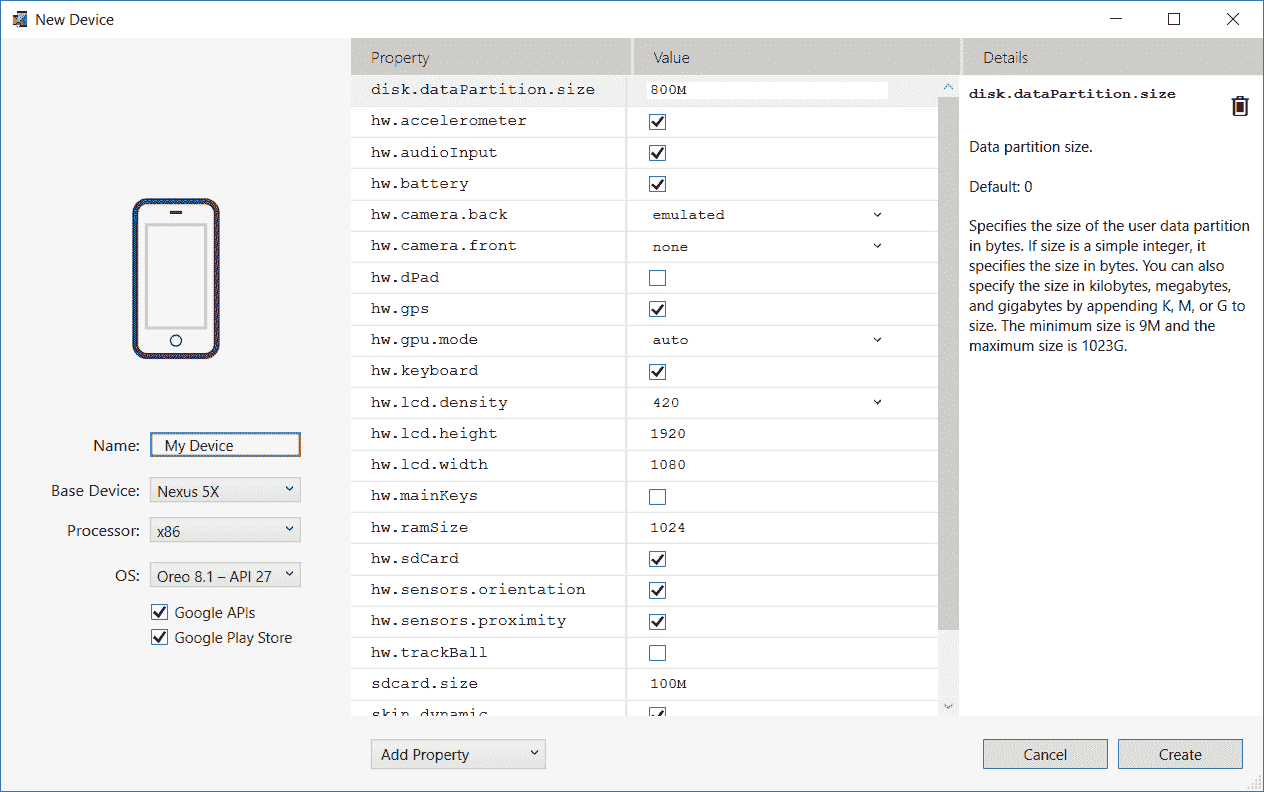 New Device
Property Value Details
disk.dataPartition.size 800M
hw.accelerometer
hw.audioInput
hw.battery
hw.camera.back emulated
hw.camera.front none
hw.dPad
hw.gps
hw.gpu.mode auto
hw.keyboard
hw.lcd.density 420
hw.lcd.height 1920
hw.lcd.width 1080
hw.mainKeys
hw.ramSize 1024
hw.sdCard
hw.sensors.orientation
hw.sensors.proximity
hw.trackBall
sdcard.size 100M
skin.dynamic
disk.dataPartition.size
Data partition size.
Default: 0
Specifies the size of the user data partition
in bytes. If size is a simple integer, it
specifies the size in bytes. You can also
specify the size in kilobytes, megabytes,
and gigabytes by appending K, M, or G to
size. The minimum size is 9M and the
maximum size is 1023G.
Name: My Device
Base Device: Nexus 5X
Processor: x86
OS: Oreo 8.1 – API 27
Google APIs
Google Play Store
Add Property
Cancel
Create